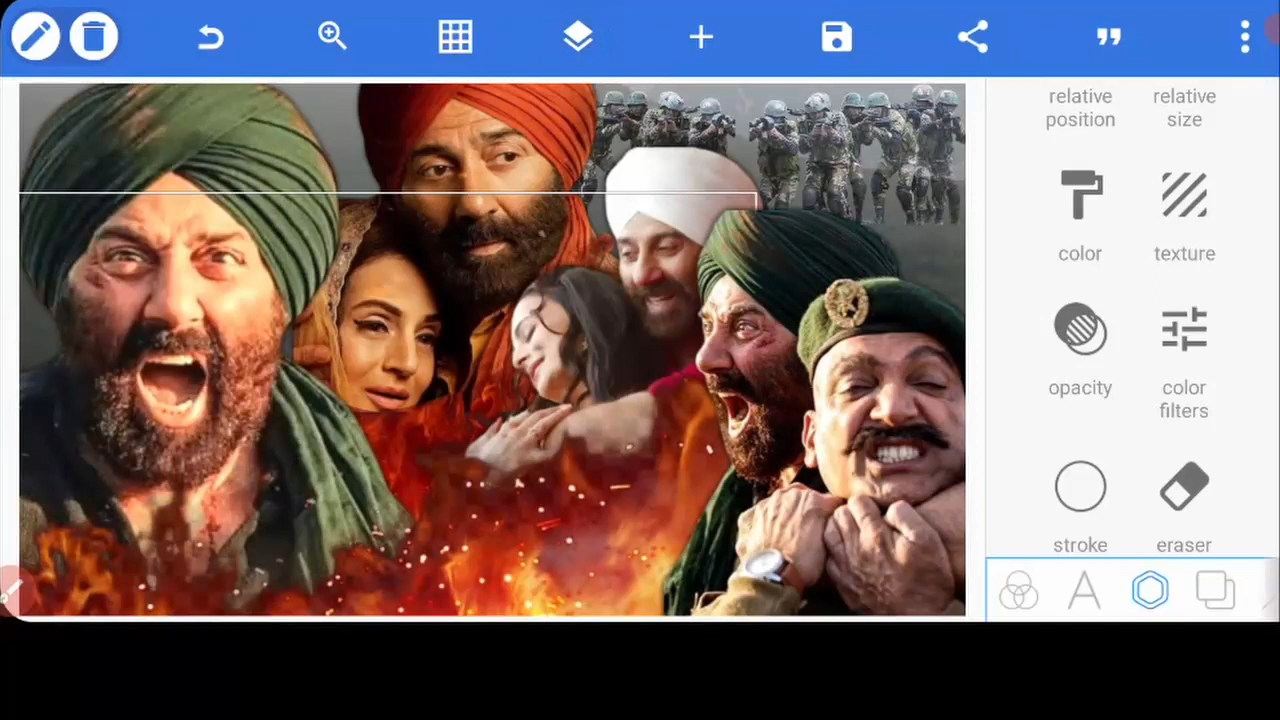 relative
position
relative
size
color
texture
opacity
color
filters
stroke
eraser